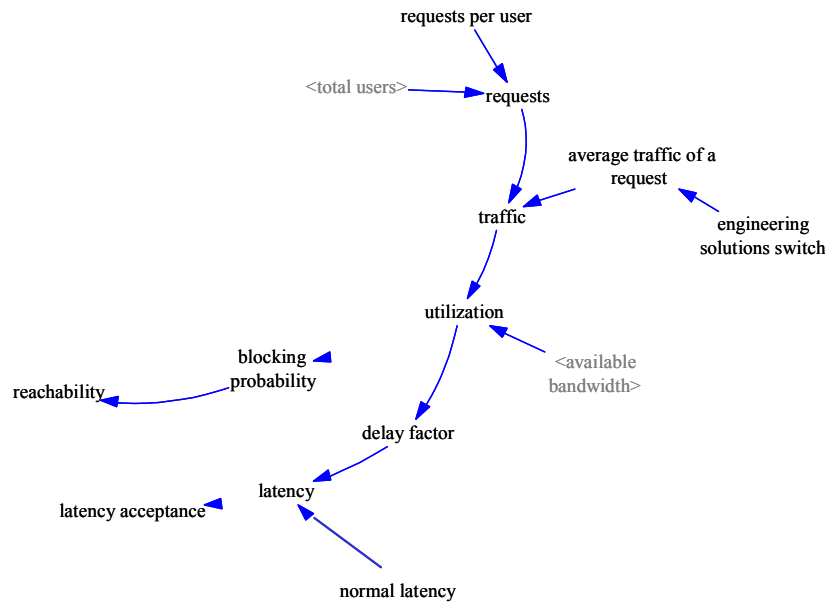 requests per user
<total users>
requests
average traffic of a
request
traffic
engineering
solutions switch
utilization
blocking
probability
<available
bandwidth>
reachability
delay factor
latency
latency acceptance
normal latency